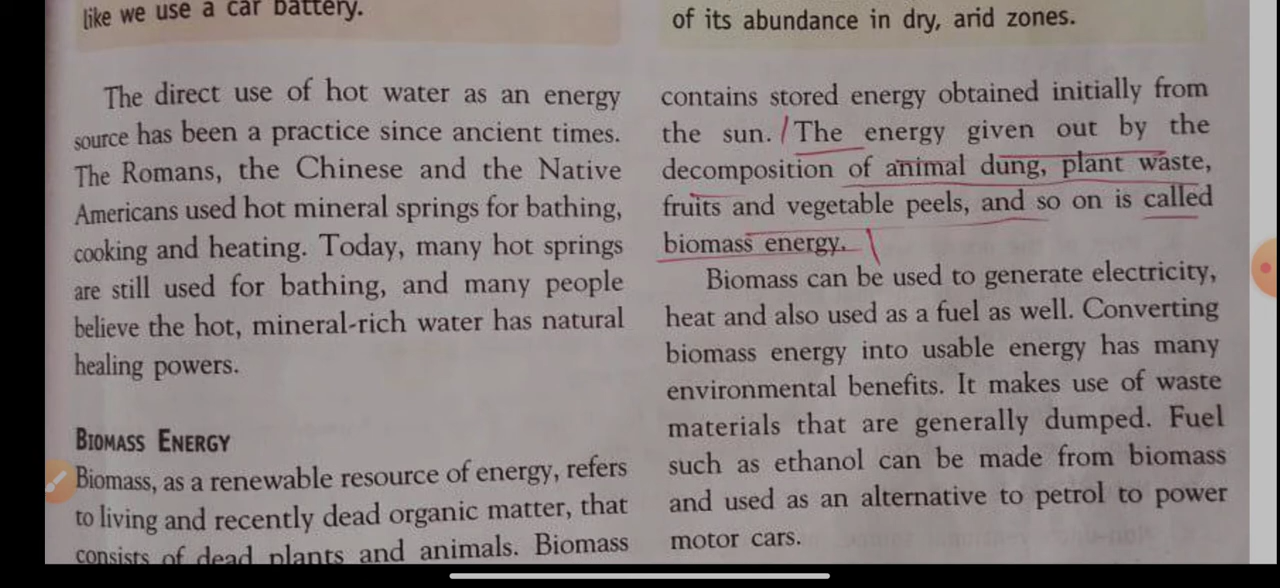 like we use a car battery.
The direct use of hot water as an energy
source has been a practice since ancient times.
The Romans, the Chinese and the Native
Americans used hot mineral springs for bathing,
cooking and heating. Today, many hot springs
are still used for bathing, and many people
believe the hot, mineral-rich water has natural
healing powers.
BIOMASS ENERGY
Biomass, as a renewable resource of energy, refers
to living and recently dead organic matter, that
consists of dead plants and animals. Biomass
of its abundance in dry, arid zones.
contains stored energy obtained initially from
the sun. The energy given out by the
decomposition of animal dung, plant waste,
fruits and vegetable peels, and so on is called
biomass energy.
Biomass can be used to generate electricity,
heat and also used as a fuel as well. Converting
biomass energy into usable energy has many
environmental benefits. It makes use of waste
materials that are generally dumped. Fuel
such as ethanol can be made from biomass
and used as an alternative to petrol to power
motor cars.